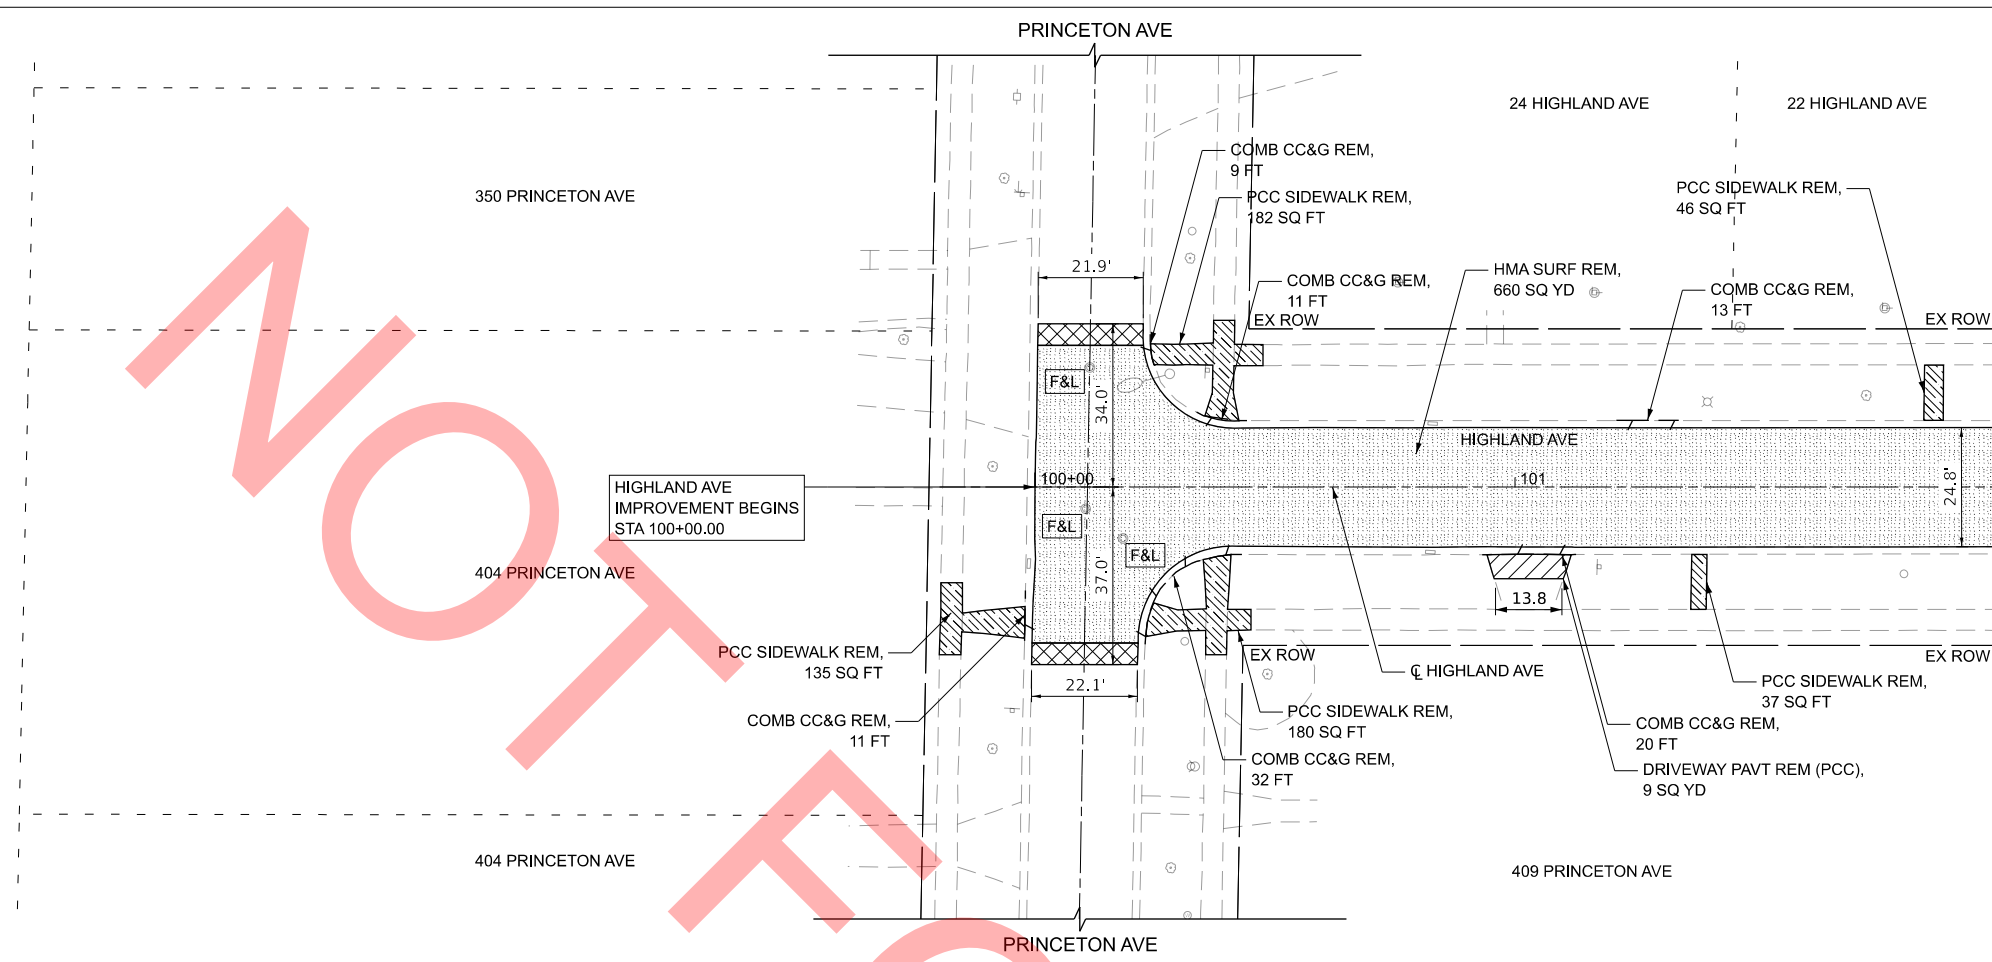 PRINCETON AVE
24 HIGHLAND AVE
22 HIGHLAND AVE
COMB CC&G REM,
9 FT
PCC SIDEWALK REM,
182 SQ FT
350 PRINCETON AVE
PCC SIDEWALK REM,
46 SQ FT
21.9'
COMB CC&G REM,
11 FT
HMA SURF REM,
660 SQ YD
COMB CC&G REM,
13 FT
EX ROW
EX ROW
F&L
34.0'
HIGHLAND AVE
100+00
101
24.8'
HIGHLAND AVE
IMPROVEMENT BEGINS
STA 100+00.00
F&L
F&L
37.0'
404 PRINCETON AVE
13.8
PCC SIDEWALK REM,
135 SQ FT
EX ROW
EX ROW
22.1'
℄ HIGHLAND AVE
PCC SIDEWALK REM,
37 SQ FT
COMB CC&G REM,
11 FT
PCC SIDEWALK REM,
180 SQ FT
COMB CC&G REM,
20 FT
COMB CC&G REM,
32 FT
DRIVEWAY PAVT REM (PCC),
9 SQ YD
404 PRINCETON AVE
409 PRINCETON AVE
PRINCETON AVE
NOT